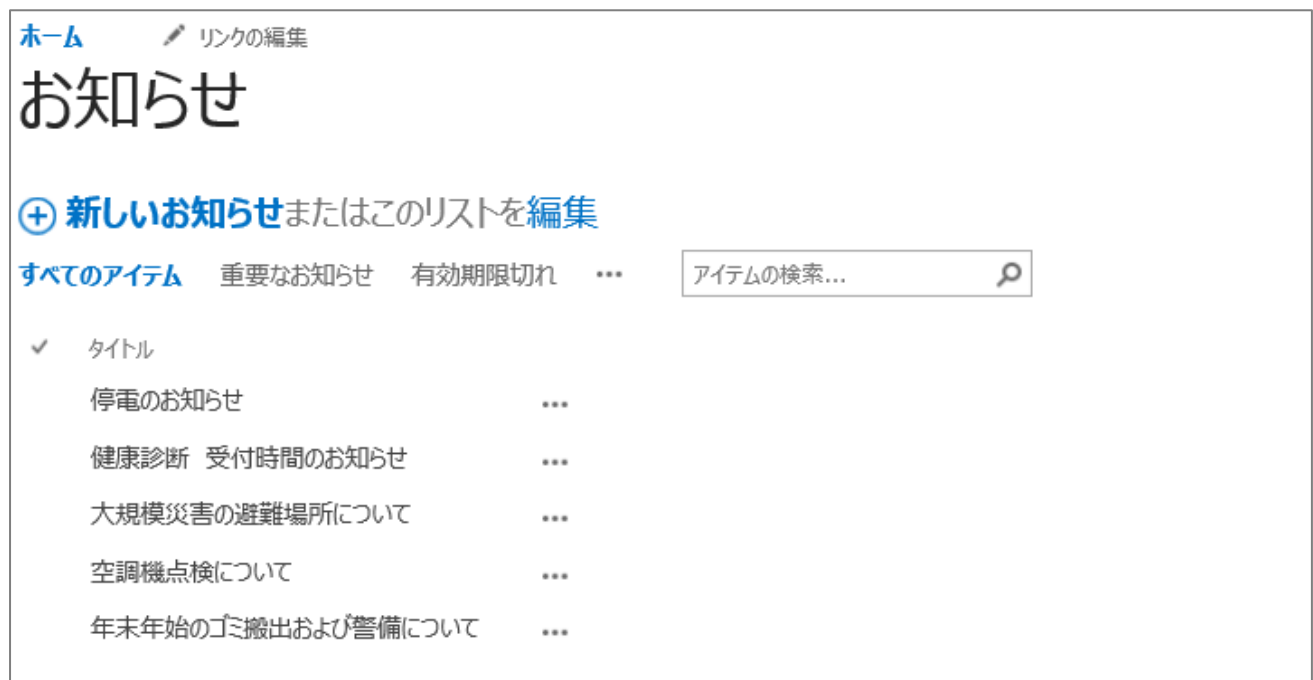 ホーム リンクの編集
お知らせ
新しいお知らせまたはこのリストを編集
すべてのアイテム 重要なお知らせ 有効期限切れ ••• アイテムの検索...
タイトル
停電のお知らせ •••
健康診断　受付時間のお知らせ •••
大規模災害の避難場所について •••
空調機点検について •••
年末年始のゴミ搬出および警備について •••